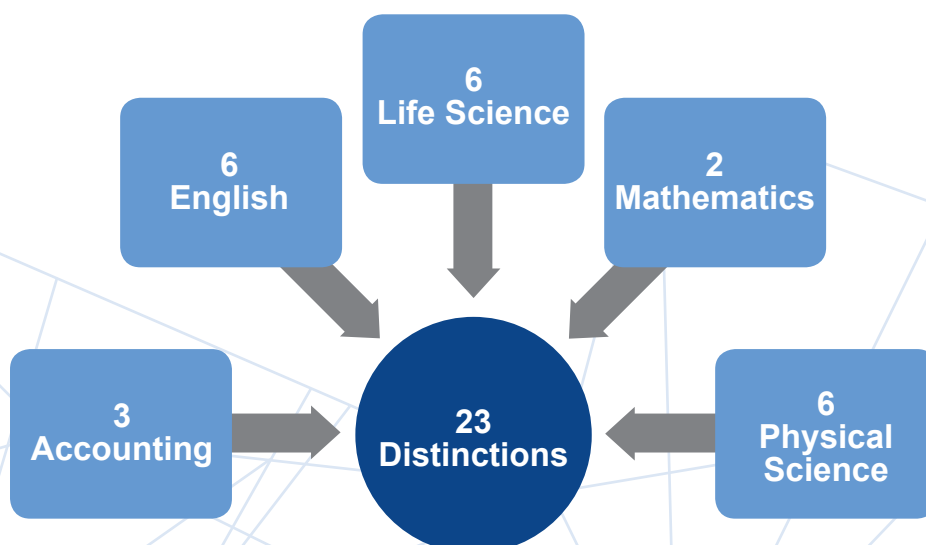 6
Life Science
6
English
2
Mathematics
3
Accounting
23
Distinctions
6
Physical
Science